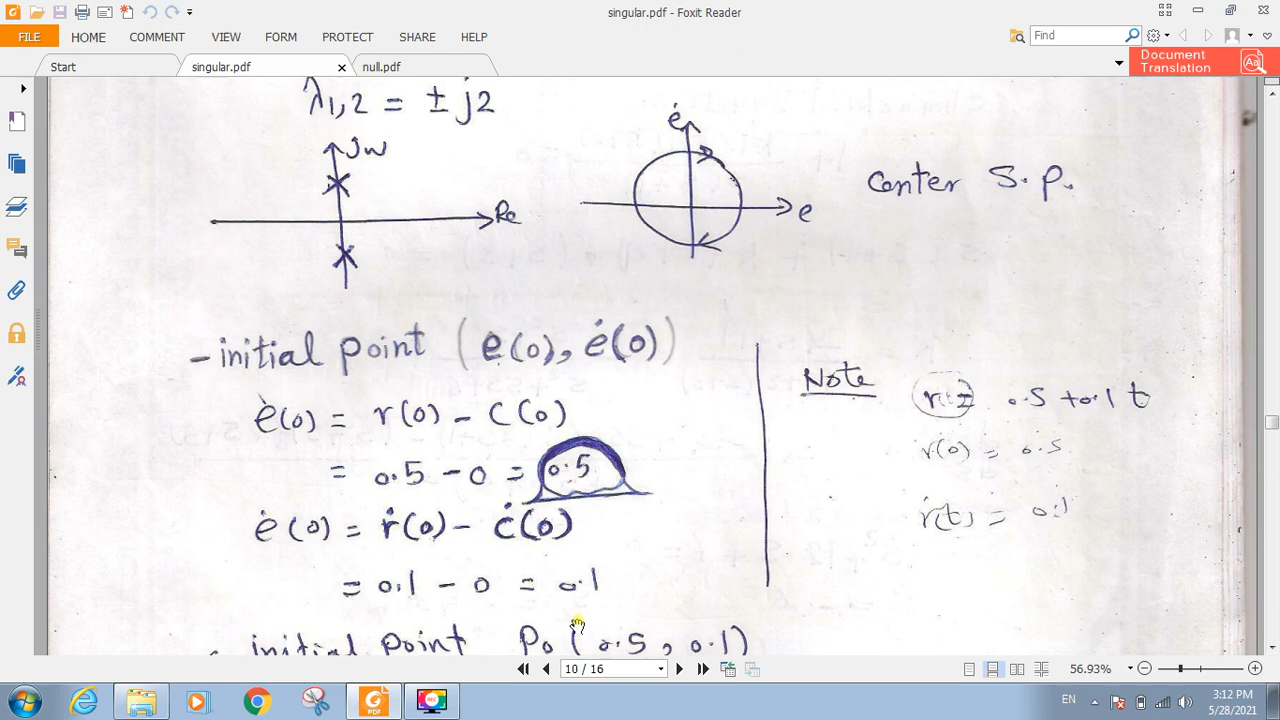 singular.pdf - Foxit Reader
FILE HOME COMMENT VIEW FORM PROTECT SHARE HELP
Find
Start singular.pdf null.pdf
Document Translation
λ1,2 = ± j2
Jw
Re
ė
e
Center S.P.
- initial point (e(0), ė(0))
ė(0) = r(0) - c(0)
= 0.5 - 0 = 0.5
ė(0) = ṙ(0) - ċ(0)
= 0.1 - 0 = 0.1
initial point Po (0.5, 0.1)
Note
r(t)= 0.5 + 0.1 t
r(0) = 0.5
ṙ(t) = 0.1
10 / 16
56.93%
EN
3:12 PM
5/28/2021